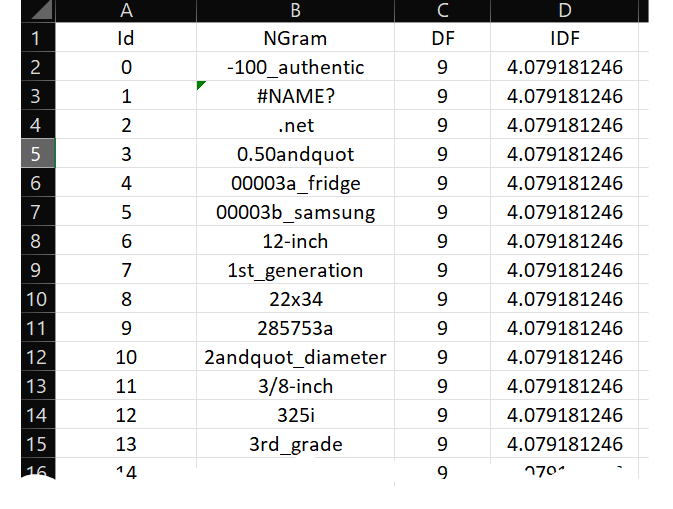 A B C D
1 Id NGram DF IDF
2 0 -100_authentic 9 4.079181246
3 1 #NAME? 9 4.079181246
4 2 .net 9 4.079181246
5 3 0.50andquot 9 4.079181246
6 4 00003a_fridge 9 4.079181246
7 5 00003b_samsung 9 4.079181246
8 6 12-inch 9 4.079181246
9 7 1st_generation 9 4.079181246
10 8 22x34 9 4.079181246
11 9 285753a 9 4.079181246
12 10 2andquot_diameter 9 4.079181246
13 11 3/8-inch 9 4.079181246
14 12 325i 9 4.079181246
15 13 3rd_grade 9 4.079181246
16 14 9